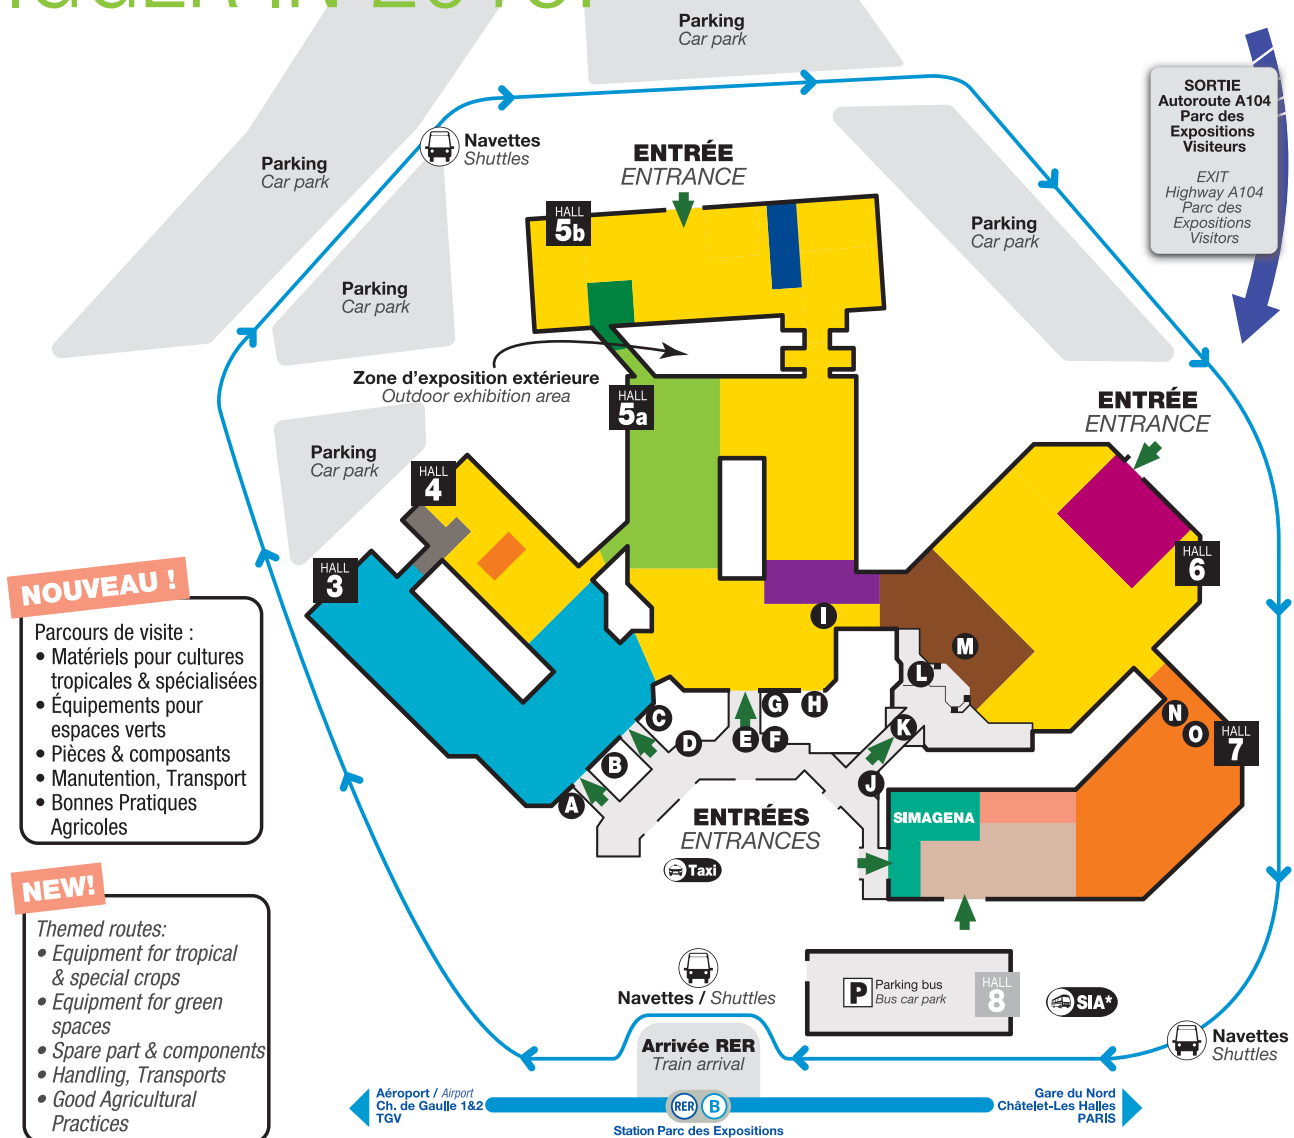 IN 2015.
Parking
Car park
SORTIE
Autoroute A104
Parc des
Expositions
Visiteurs
EXIT
Highway A104
Parc des
Expositions
Visitors
Navettes
Shuttles
ENTRÉE
ENTRANCE
Parking
Car park
HALL
5b
Parking
Car park
Parking
Car park
Zone d'exposition extérieure
Outdoor exhibition area
HALL
5a
ENTRÉE
ENTRANCE
Parking
Car park
HALL
4
HALL
3
HALL
6
NOUVEAU !
Parcours de visite :
• Matériels pour cultures
tropicales & spécialisées
• Équipements pour
espaces verts
• Pièces & composants
• Manutention, Transport
• Bonnes Pratiques
Agricoles
I
M
L
C
G
H
N
K
D
E
F
O
HALL
7
B
J
A
ENTRÉES
ENTRANCES
SIMAGENA
Taxi
NEW!
Themed routes:
• Equipment for tropical
& special crops
• Equipment for green
spaces
• Spare part & components
• Handling, Transports
• Good Agricultural
Practices
Navettes / Shuttles
P
Parking bus
Bus car park
HALL
8
SIA*
Navettes
Shuttles
Arrivée RER
Train arrival
Aéroport / Airport
Ch. de Gaulle 1&2
TGV
RER B
Station Parc des Expositions
Gare du Nord
Châtelet-Les Halles
PARIS